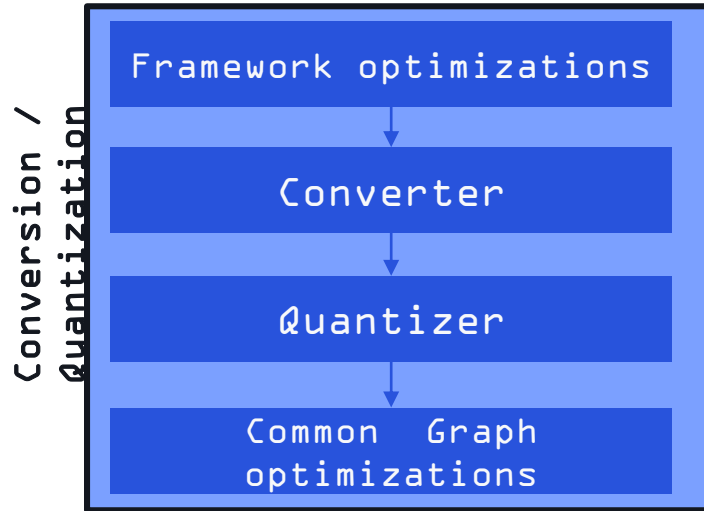 Conversion /
Quantization
Framework optimizations
Converter
Quantizer
Common Graph
optimizations